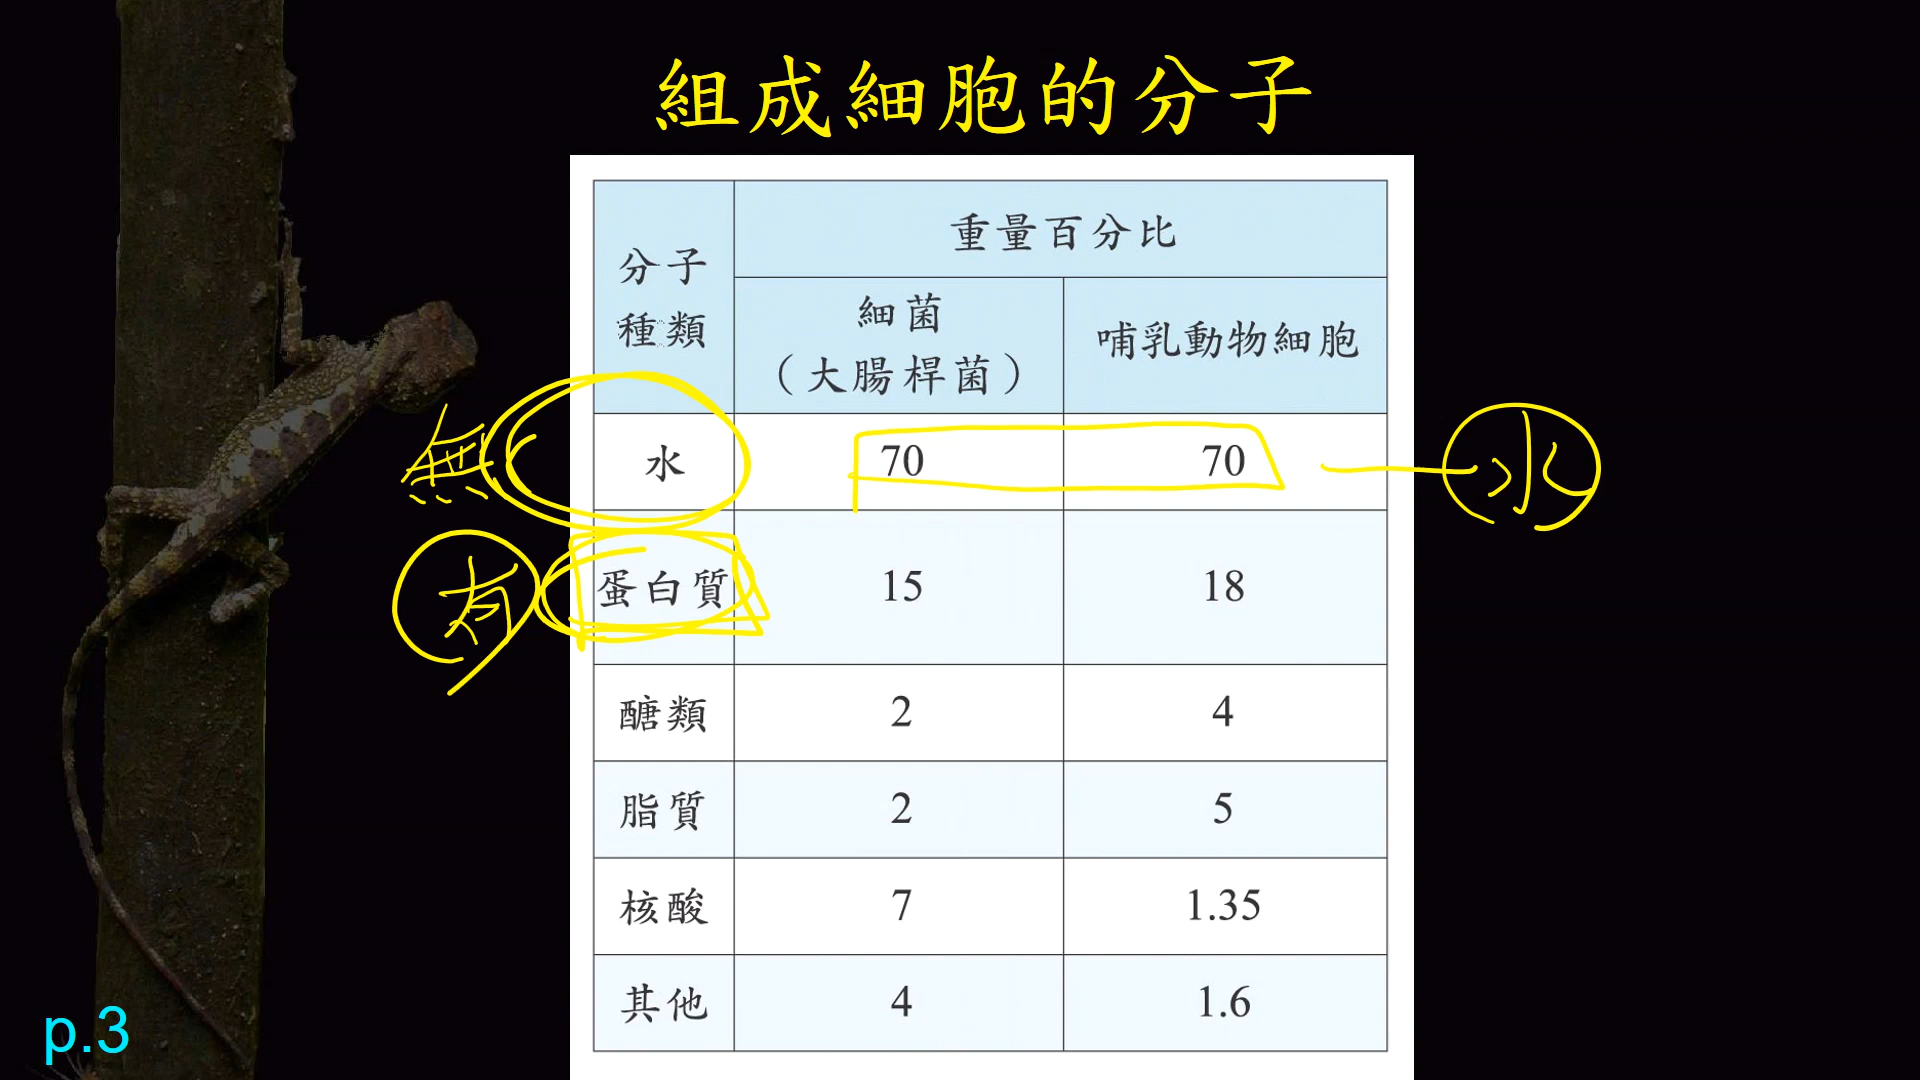 組成細胞的分子
分子種類 重量百分比
細菌（大腸桿菌） 哺乳動物細胞
無 水 70 70 水
有 蛋白質 15 18
醣類 2 4
脂質 2 5
核酸 7 1.35
其他 4 1.6
p.3